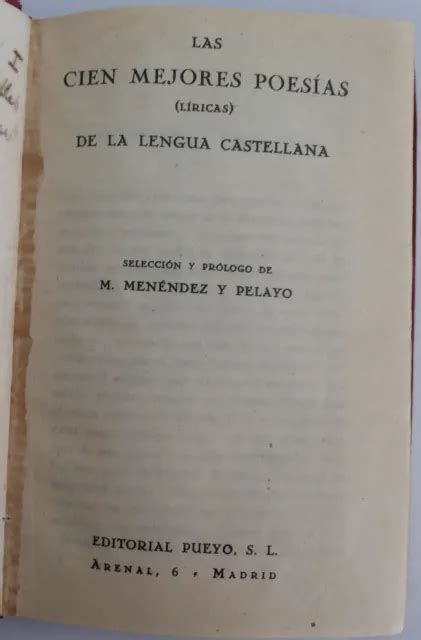 LAS
CIEN MEJORES POESÍAS
(LÍRICAS)
DE LA LENGUA CASTELLANA
SELECCIÓN Y PRÓLOGO DE
M. MENÉNDEZ Y PELAYO
EDITORIAL PUEYO, S. L.
ARENAL, 6 - MADRID